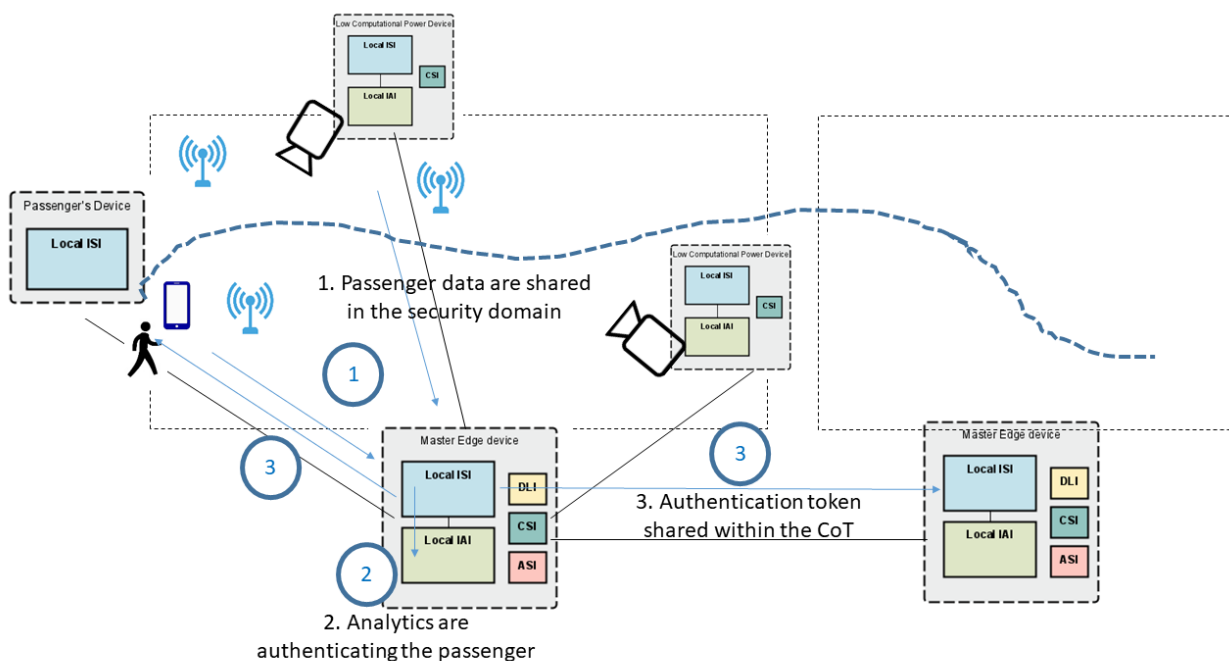 Low Computational Power Device
Local ISI
CSI
Local IAI
Passenger's Device
Local ISI
Low Computational Power Device
Local ISI
CSI
Local IAI
1. Passenger data are shared
in the security domain
1
3
3
Master Edge device
Local ISI
DLI
CSI
Local IAI
ASI
3. Authentication token
shared within the CoT
Master Edge device
Local ISI
DLI
CSI
Local IAI
ASI
2
2. Analytics are
authenticating the passenger